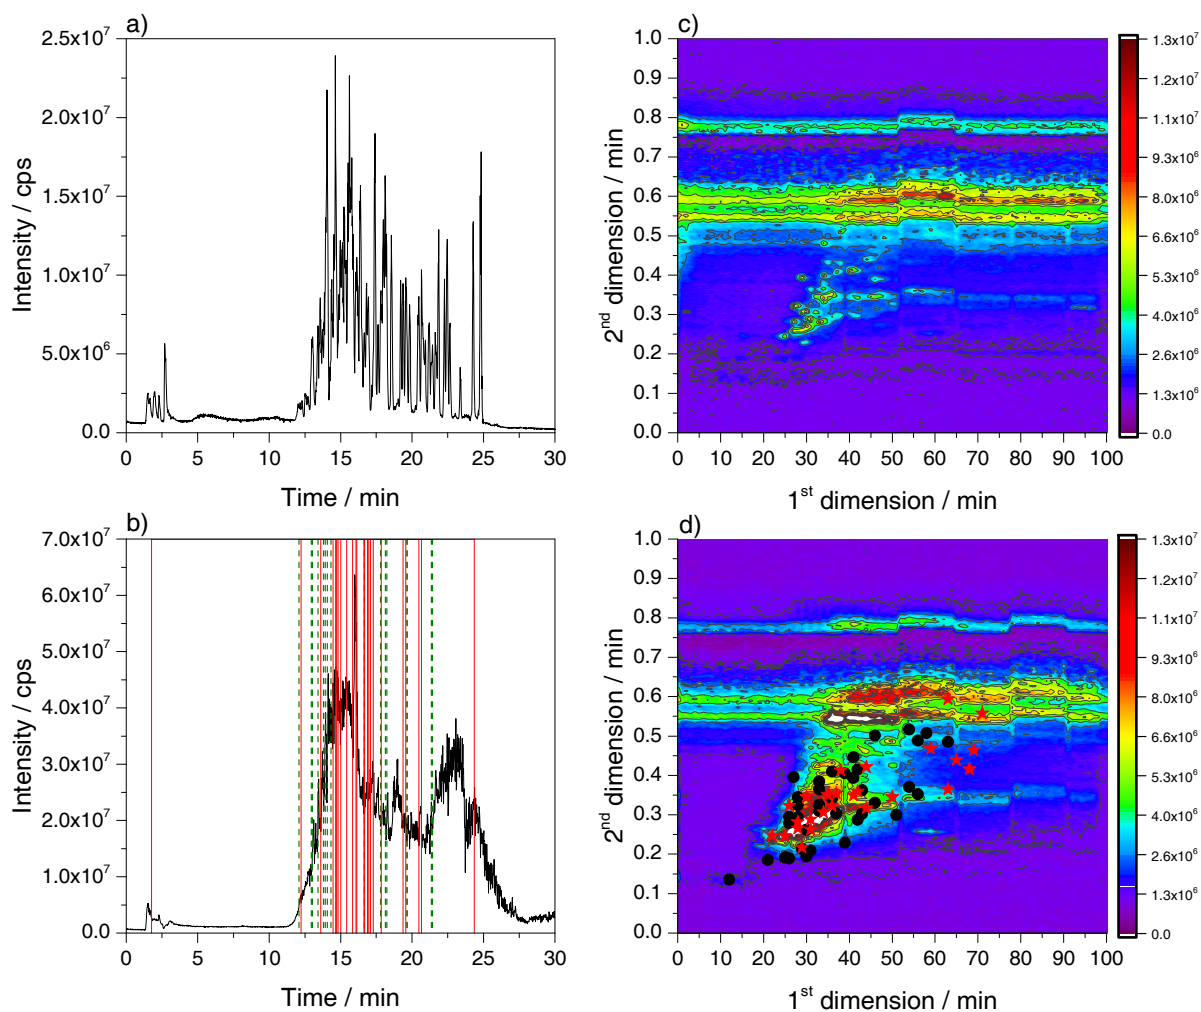 a)
Intensity / cps
2.5x10⁷
2.0x10⁷
1.5x10⁷
1.0x10⁷
5.0x10⁶
0.0
0 5 10 15 20 25 30
Time / min
c)
2nd dimension / min
1.0
0.9
0.8
0.7
0.6
0.5
0.4
0.3
0.2
0.1
0.0
0 10 20 30 40 50 60 70 80 90 100
1st dimension / min
1.3x10⁷
1.2x10⁷
1.1x10⁷
9.3x10⁶
8.0x10⁶
6.6x10⁶
5.3x10⁶
4.0x10⁶
2.6x10⁶
1.3x10⁶
0.0
b)
Intensity / cps
7.0x10⁷
6.0x10⁷
5.0x10⁷
4.0x10⁷
3.0x10⁷
2.0x10⁷
1.0x10⁷
0.0
0 5 10 15 20 25 30
Time / min
d)
2nd dimension / min
1.0
0.9
0.8
0.7
0.6
0.5
0.4
0.3
0.2
0.1
0.0
0 10 20 30 40 50 60 70 80 90 100
1st dimension / min
1.3x10⁷
1.2x10⁷
1.1x10⁷
9.3x10⁶
8.0x10⁶
6.6x10⁶
5.3x10⁶
4.0x10⁶
2.6x10⁶
1.3x10⁶
0.0